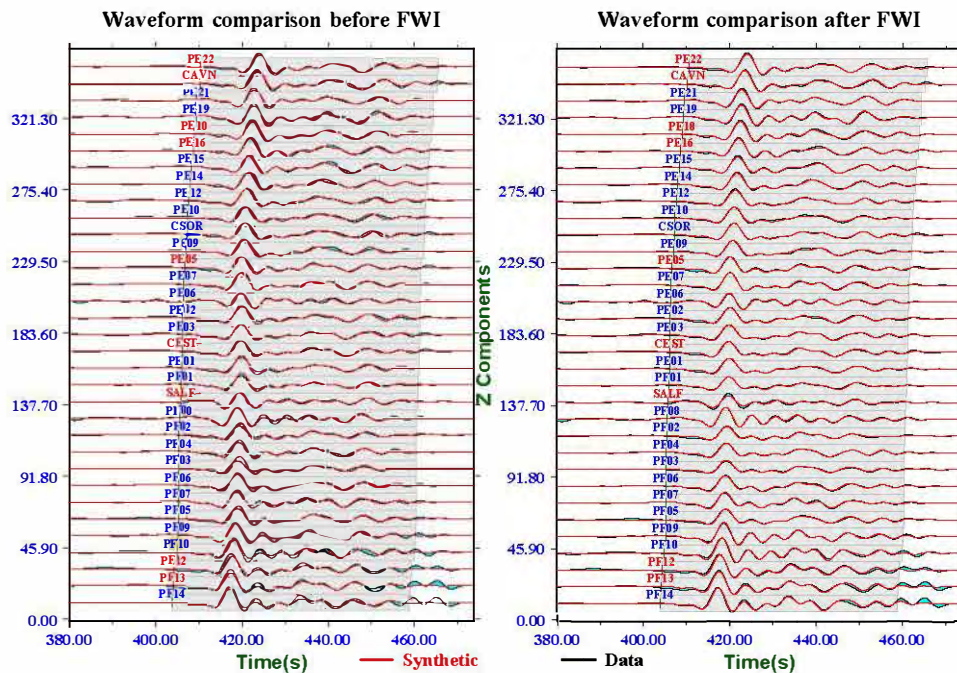 Waveform comparison before FWI
PE22
CAVN
PE21
PE19
PE10
PE16
PE15
PE14
PE12
PE10
CSOR
PE09
PE05
PE07
PE06
PE12
PE03
CEST
PE01
PF01
SALF
PF02
PF04
PF03
PF06
PF07
PF05
PF09
PF10
PF12
PF13
PF14
321.30
275.40
229.50
183.60
137.70
91.80
45.90
0.00
380.00 400.00 420.00 440.00 460.00
Time(s)
Synthetic
Waveform comparison after FWI
PE22
CAVN
PE21
PE19
PE18
PE16
PE15
PE14
PE12
PE10
CSOR
PE09
PE05
PE07
PE06
PE02
PE03
CEST
PE01
PF01
SALF
PF08
PF02
PF04
PF03
PF06
PF07
PF05
PF09
PF10
PF12
PF13
PF14
321.30
275.40
229.50
183.60
137.70
91.80
45.90
0.00
Z Components
380.00 400.00 420.00 440.00 460.00
Data
Time(s)